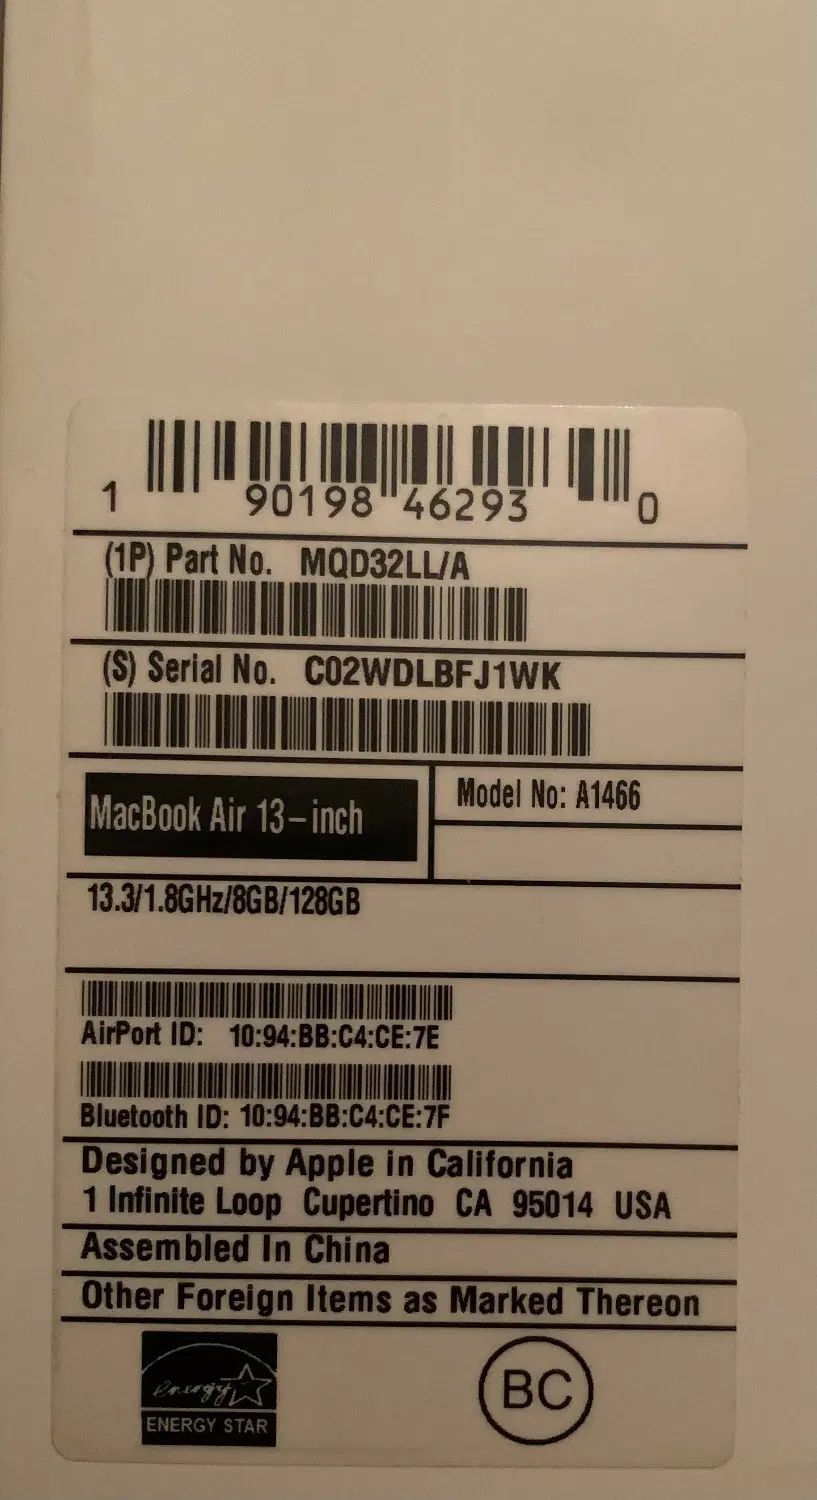 1 90198 46293 0
(1P) Part No. MQD32LL/A
(S) Serial No. C02WDLBFJ1WK
MacBook Air 13-inch
Model No: A1466
13.3/1.8GHz/8GB/128GB
AirPort ID: 10:94:BB:C4:CE:7E
Bluetooth ID: 10:94:BB:C4:CE:7F
Designed by Apple in California
1 Infinite Loop Cupertino CA 95014 USA
Assembled In China
Other Foreign Items as Marked Thereon
energy
ENERGY STAR
BC